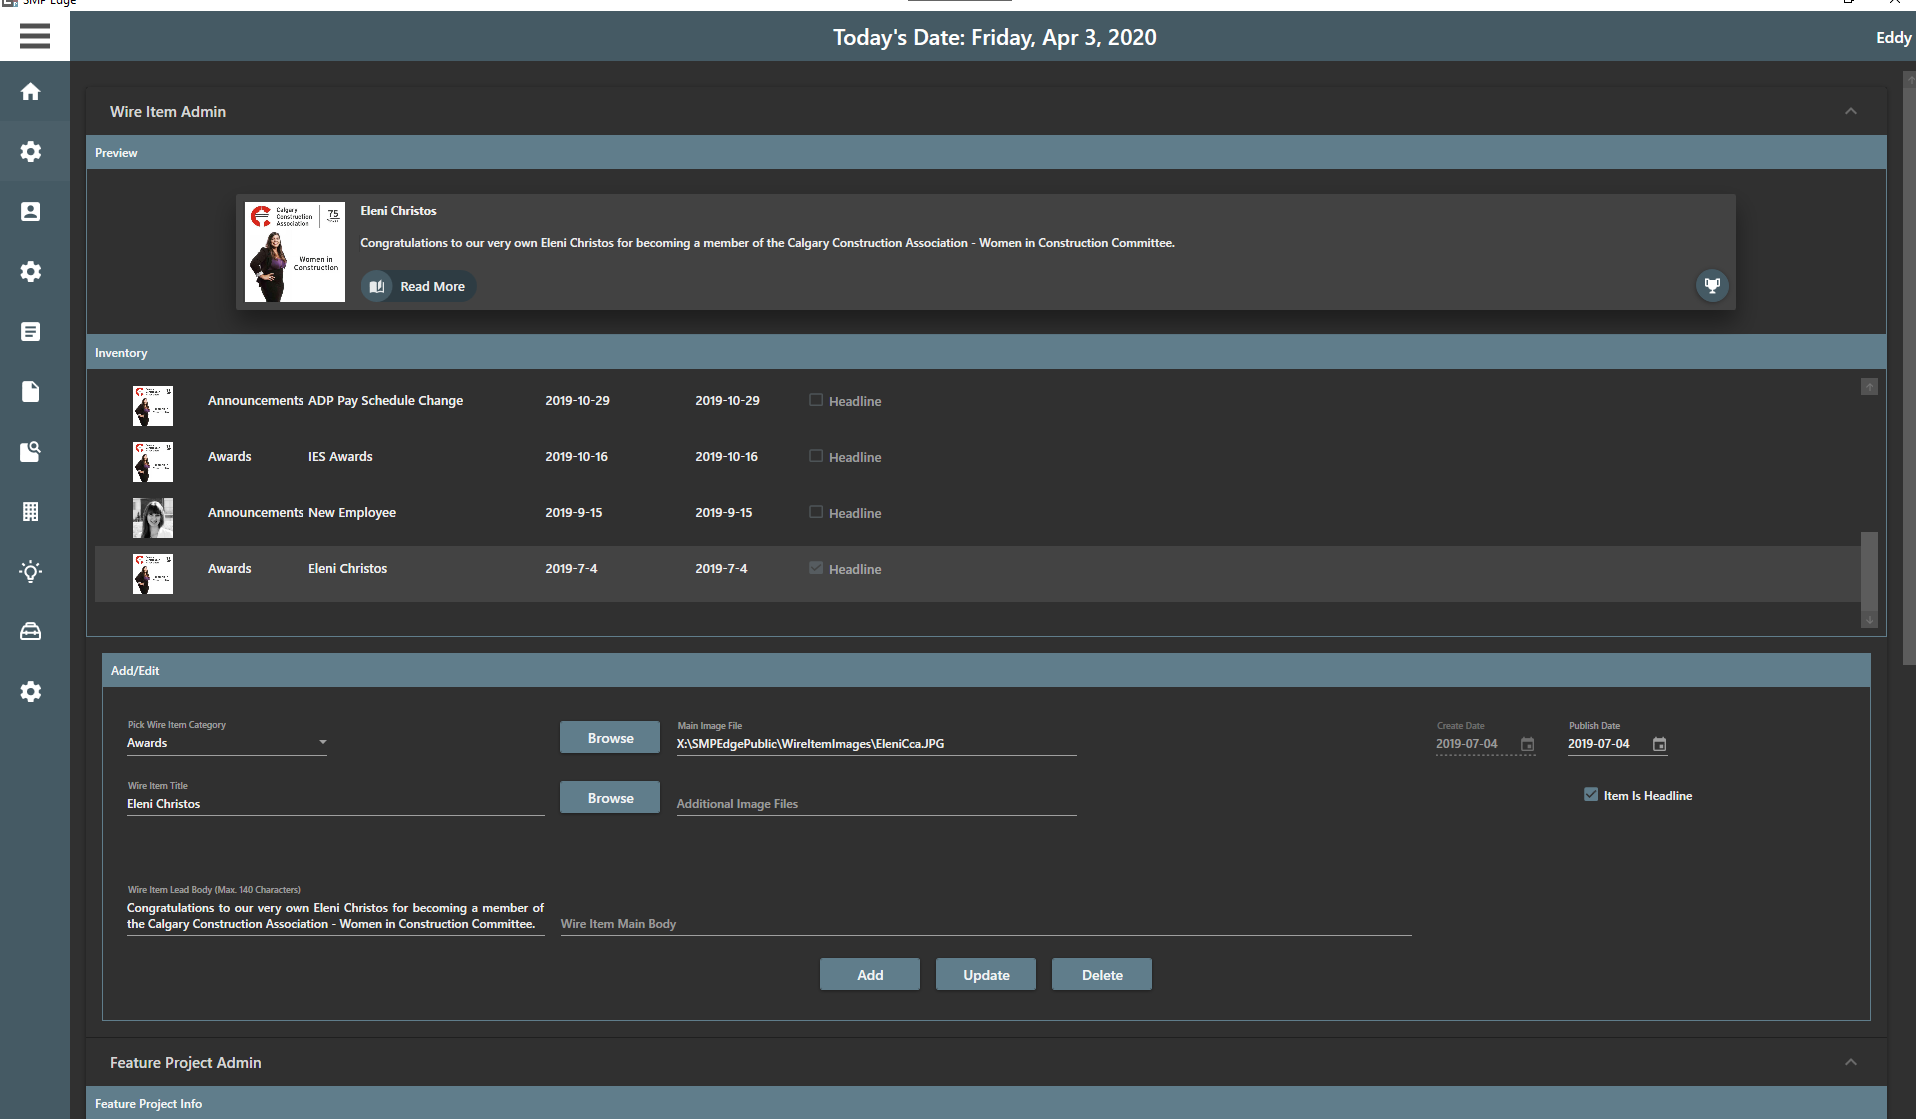 SMP Edge
Today's Date: Friday, Apr 3, 2020
Eddy
Wire Item Admin
Preview
Calgary
Construction
Association
75
Women in
Construction
Eleni Christos
Congratulations to our very own Eleni Christos for becoming a member of the Calgary Construction Association - Women in Construction Committee.
Read More
Inventory
Announcements ADP Pay Schedule Change 2019-10-29 2019-10-29 Headline
Awards IES Awards 2019-10-16 2019-10-16 Headline
Announcements New Employee 2019-9-15 2019-9-15 Headline
Awards Eleni Christos 2019-7-4 2019-7-4 Headline
Add/Edit
Pick Wire Item Category
Awards
Browse
Main Image File
X:\SMPEdgePublic\WireItemImages\EleniCca.JPG
Create Date
2019-07-04
Publish Date
2019-07-04
Wire Item Title
Eleni Christos
Browse
Additional Image Files
Item Is Headline
Wire Item Lead Body (Max. 140 Characters)
Congratulations to our very own Eleni Christos for becoming a member of
the Calgary Construction Association - Women in Construction Committee.
Wire Item Main Body
Add Update Delete
Feature Project Admin
Feature Project Info